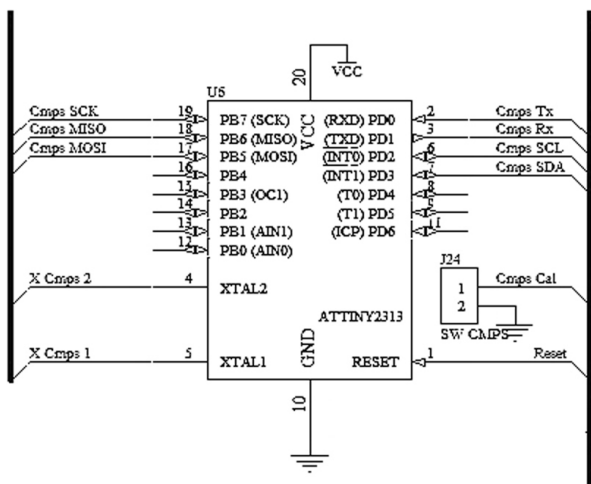 VCC
20
U6
Cmps SCK 19 PB7 (SCK) (RXD) PD0 2 Cmps Tx
Cmps MISO 18 PB6 (MISO) (TXD) PD1 3 Cmps Rx
Cmps MOSI 17 PB5 (MOSI) (INT0) PD2 6 Cmps SCL
16 PB4 (INT1) PD3 7 Cmps SDA
15 PB3 (OC1) (T0) PD4 8
14 PB2 (T1) PD5 9
13 PB1 (AIN1) (ICP) PD6 11
12 PB0 (AIN0)
VCC
J24
X Cmps 2 4 XTAL2 1 Cmps Cal
2
ATTINY2313
SW CMPS
X Cmps 1 5 XTAL1 GND RESET 1 Reset
10